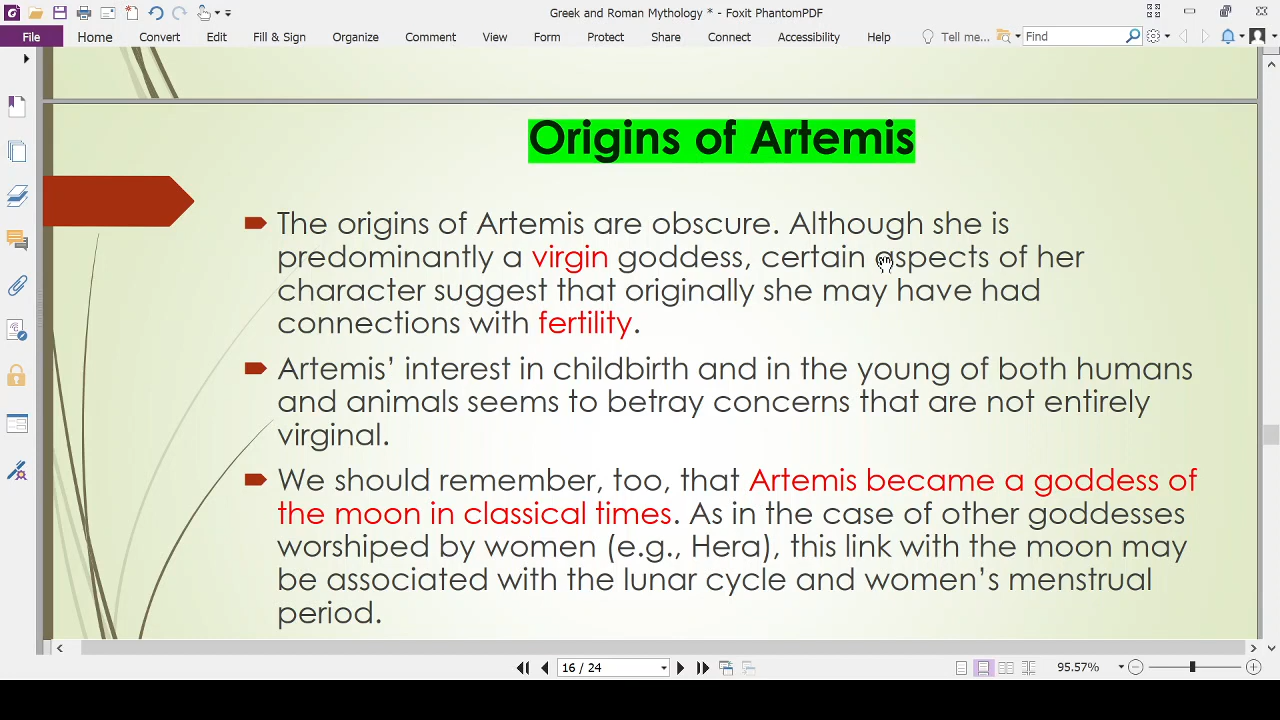 Greek and Roman Mythology * - Foxit PhantomPDF
File Home Convert Edit Fill & Sign Organize Comment View Form Protect Share Connect Accessibility Help Tell me... Find
Origins of Artemis
The origins of Artemis are obscure. Although she is
predominantly a virgin goddess, certain aspects of her
character suggest that originally she may have had
connections with fertility.
Artemis’ interest in childbirth and in the young of both humans
and animals seems to betray concerns that are not entirely
virginal.
We should remember, too, that Artemis became a goddess of
the moon in classical times. As in the case of other goddesses
worshiped by women (e.g., Hera), this link with the moon may
be associated with the lunar cycle and women’s menstrual
period.
16 / 24 95.57%